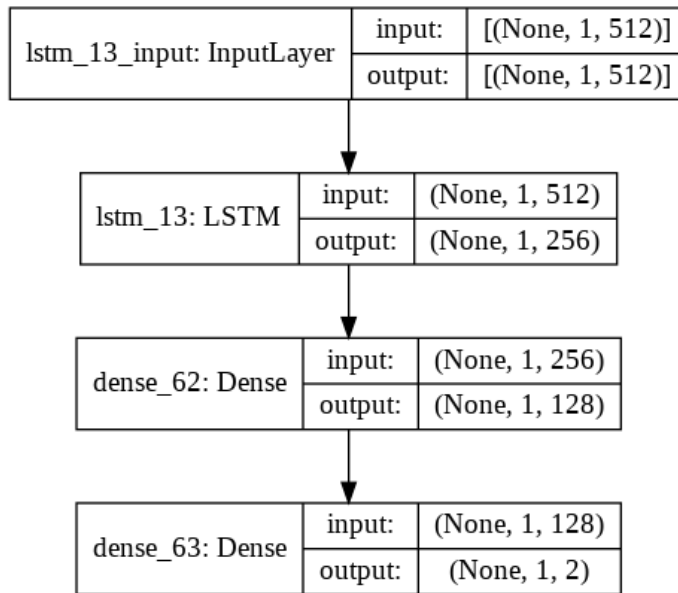 lstm_13_input: InputLayer
input: [(None, 1, 512)]
output: [(None, 1, 512)]
lstm_13: LSTM
input: (None, 1, 512)
output: (None, 1, 256)
dense_62: Dense
input: (None, 1, 256)
output: (None, 1, 128)
dense_63: Dense
input: (None, 1, 128)
output: (None, 1, 2)